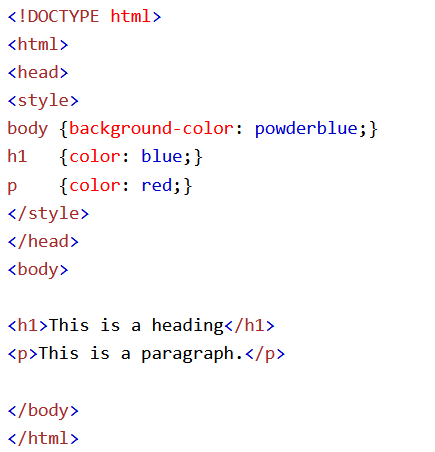 <!DOCTYPE html>
<html>
<head>
<style>
body {background-color: powderblue;}
h1   {color: blue;}
p    {color: red;}
</style>
</head>
<body>

<h1>This is a heading</h1>
<p>This is a paragraph.</p>

</body>
</html>